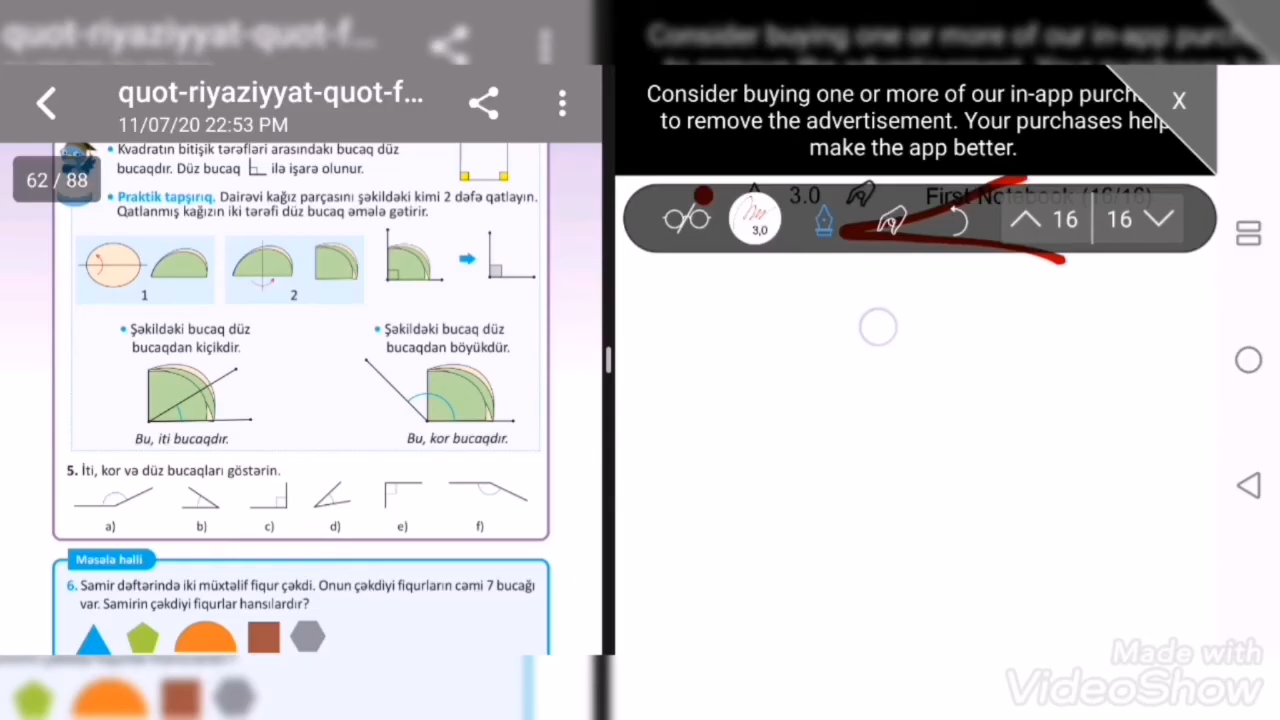 quot-riyaziyyat-quot-f...
11/07/20 22:53 PM
62 / 88
• Kvadratın bitişik tərəfləri arasındakı bucaq düz
bucaqdır. Düz bucaq ilə işarə olunur.
• Praktik tapşırıq. Dairəvi kağız parçasını şəkildəki kimi 2 dəfə qatlayın.
Qatlanmış kağızın iki tərəfi düz bucaq əmələ gətirir.
1
2
• Şəkildəki bucaq düz
bucaqdan kiçikdir.
• Şəkildəki bucaq düz
bucaqdan böyükdür.
Bu, iti bucaqdır.
Bu, kor bucaqdır.
5. İti, kor və düz bucaqları göstərin.
a) b) c) d) e) f)
Məsələ həlli
6. Samir dəftərində iki müxtəlif fiqur çəkdi. Onun çəkdiyi fiqurların cəmi 7 bucağı
var. Samirin çəkdiyi fiqurlar hansılardır?
Consider buying one or more of our in-app purch
to remove the advertisement. Your purchases help
make the app better.
X
3.0
First Notebook (16/16)
3,0
16
16
Made with
VideoShow